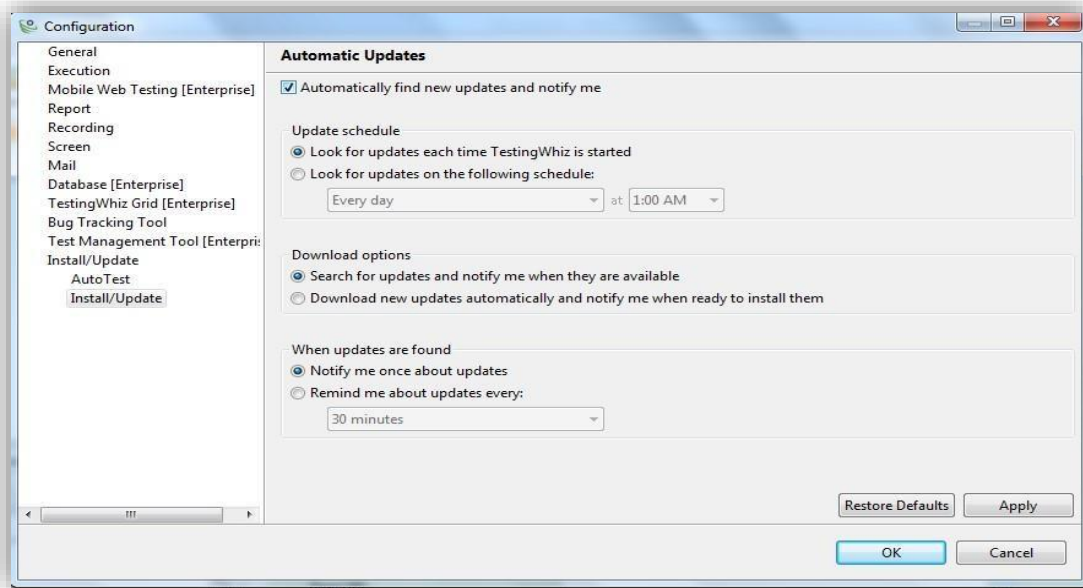 Configuration
General
Execution
Mobile Web Testing [Enterprise]
Report
Recording
Screen
Mail
Database [Enterprise]
TestingWhiz Grid [Enterprise]
Bug Tracking Tool
Test Management Tool [Enterpri
Install/Update
AutoTest
Install/Update
Automatic Updates
Automatically find new updates and notify me
Update schedule
Look for updates each time TestingWhiz is started
Look for updates on the following schedule:
Every day at 1:00 AM
Download options
Search for updates and notify me when they are available
Download new updates automatically and notify me when ready to install them
When updates are found
Notify me once about updates
Remind me about updates every:
30 minutes
Restore Defaults Apply
OK Cancel